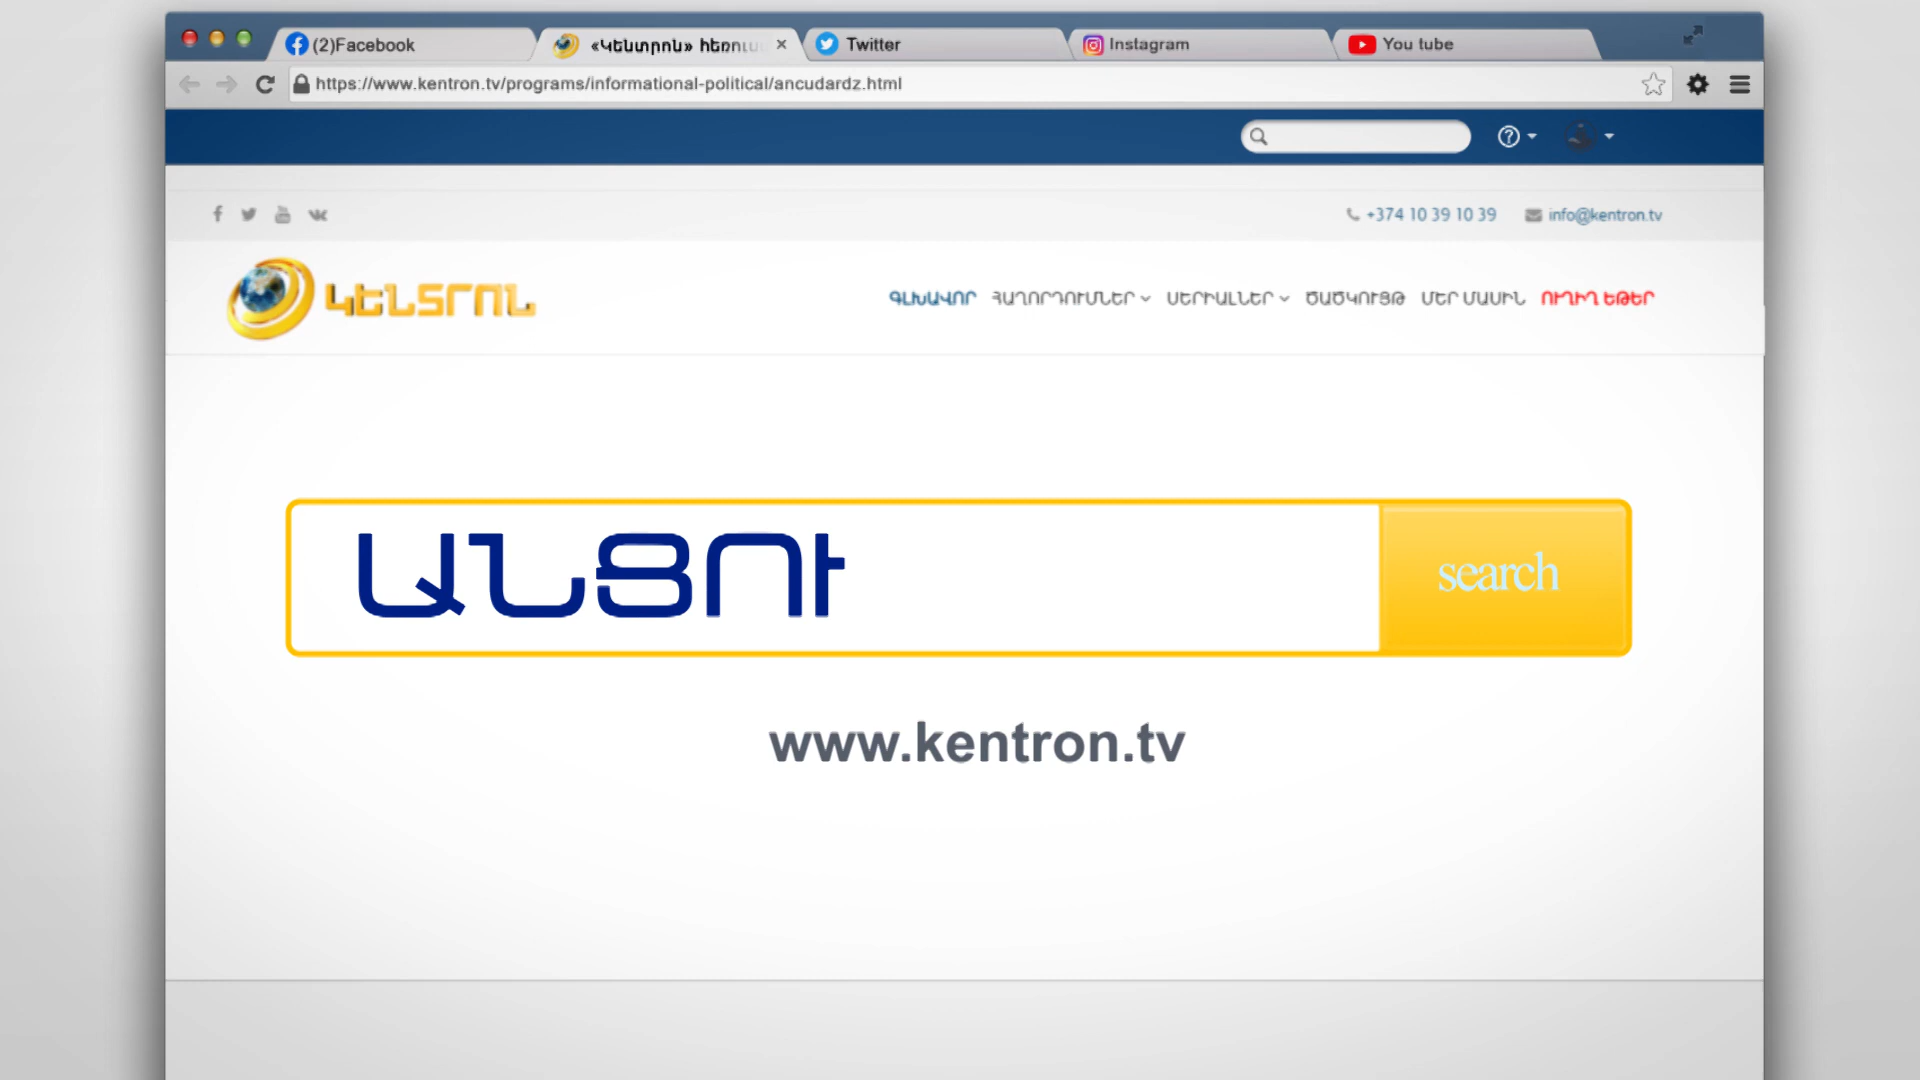 (2)Facebook
«Կենտրոն» հեռուս
Twitter
Instagram
You tube
https://www.kentron.tv/programs/informational-political/ancudardz.html
+374 10 39 10 39
info@kentron.tv
ԿԵՆՏՐՈՆ
ԳԼԽԱՎՈՐ ՀԱՂՈՐԴՈՒՄՆԵՐ ՍԵՐԻԱԼՆԵՐ ԾԱԾԿՈՒՅԹ ՄԵՐ ՄԱՍԻՆ ՈՒՂԻՂ ԵԹԵՐ
ԱՆՑՈՒ
search
www.kentron.tv